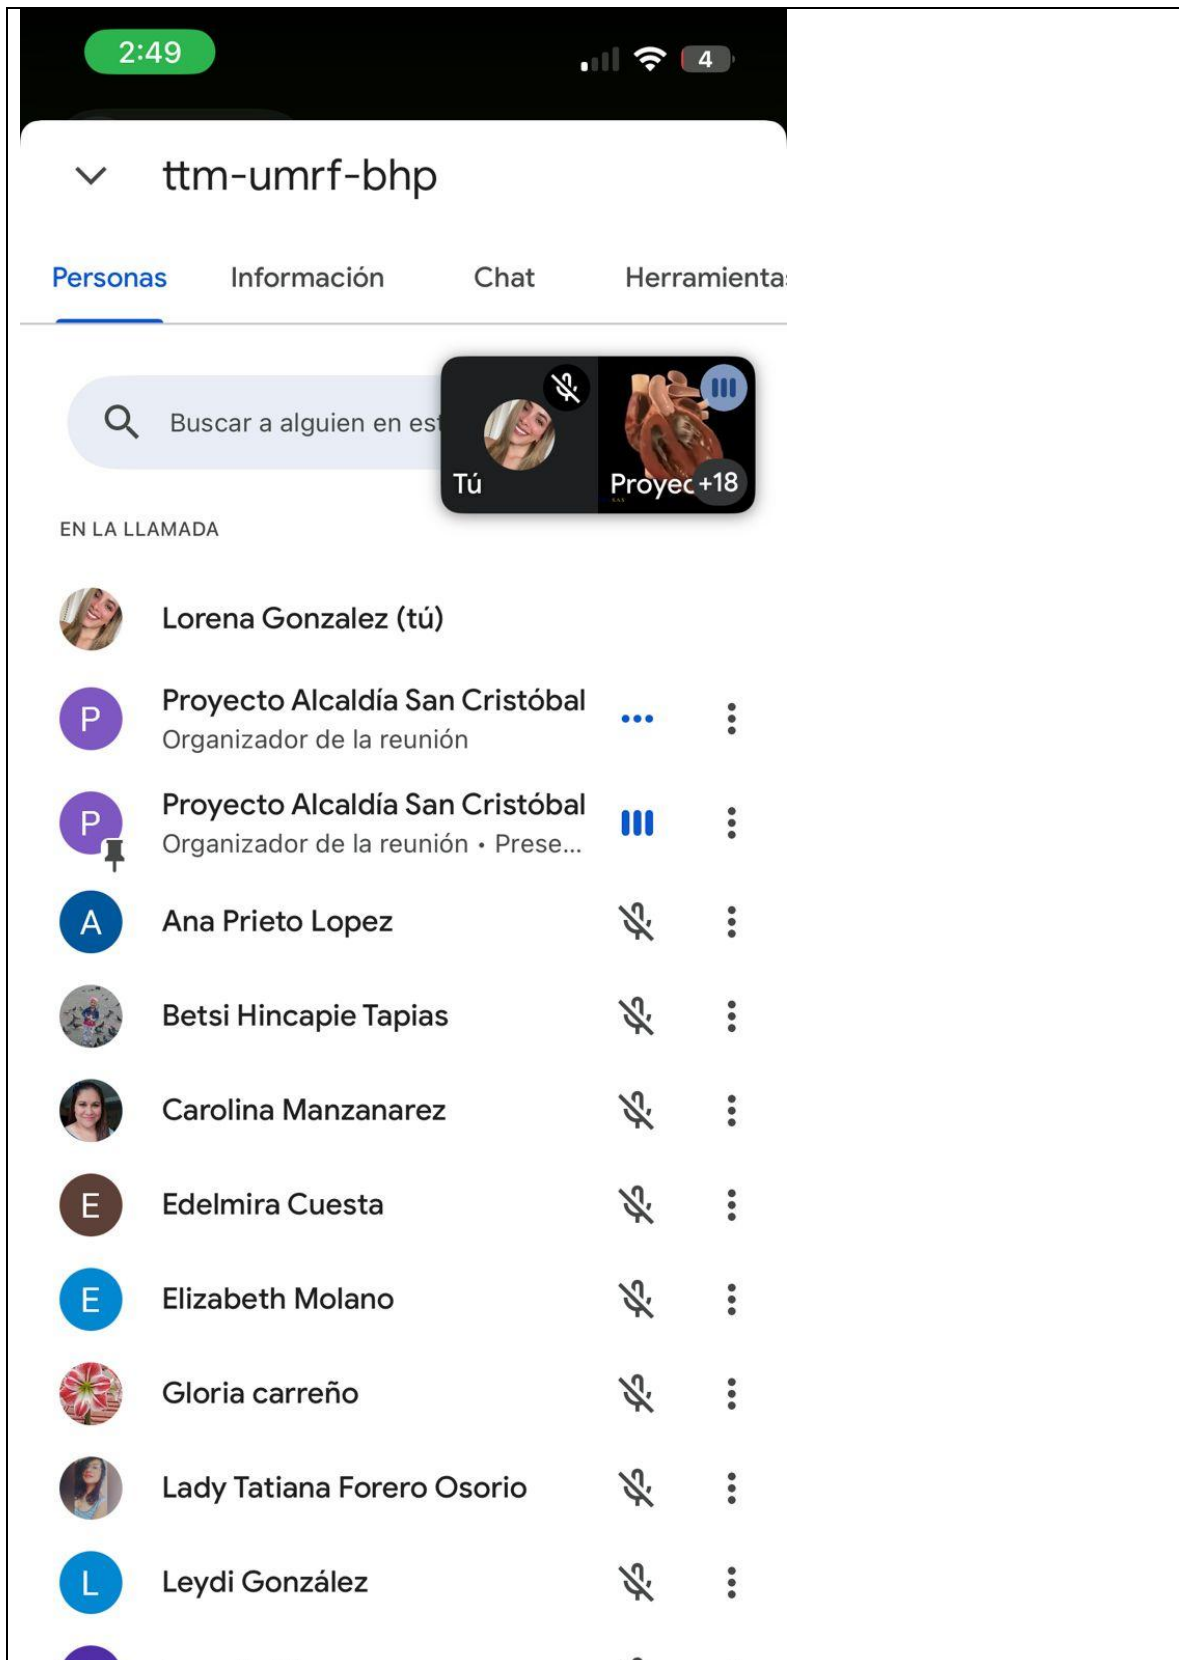 2:49
4
ttm-umrf-bhp
Personas Información Chat Herramienta
Buscar a alguien en est
Tú
Proyec +18
EN LA LLAMADA
Lorena Gonzalez (tú)
P
Proyecto Alcaldía San Cristóbal
Organizador de la reunión
P
Proyecto Alcaldía San Cristóbal
Organizador de la reunión • Prese...
A
Ana Prieto Lopez
Betsi Hincapie Tapias
Carolina Manzanarez
E
Edelmira Cuesta
E
Elizabeth Molano
Gloria carreño
Lady Tatiana Forero Osorio
L
Leydi González